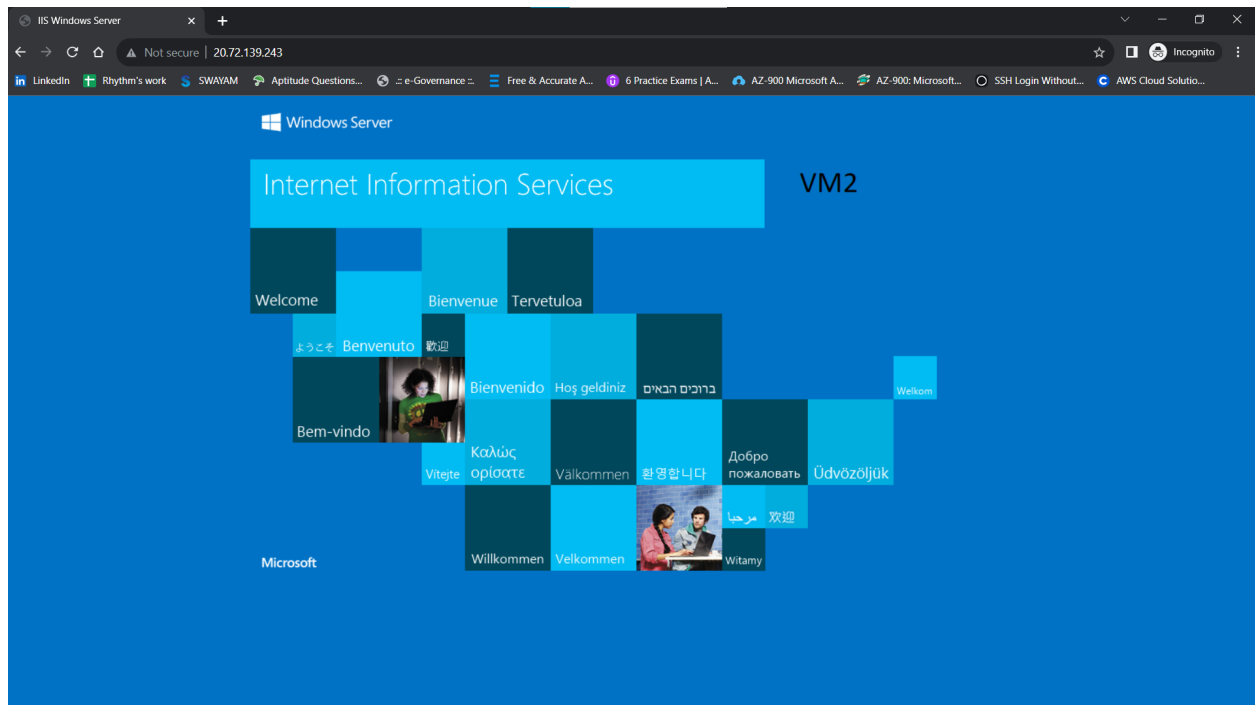 IIS Windows Server
Not secure | 20.72.139.243
Incognito
LinkedIn Rhythm's work SWAYAM Aptitude Questions... .:: e-Governance ::. Free & Accurate A... 6 Practice Exams | A... AZ-900 Microsoft A... AZ-900: Microsoft... SSH Login Without... AWS Cloud Solutio...
Windows Server
Internet Information Services
VM2
Welcome
Bienvenue
Tervetuloa
ようこそ
Benvenuto
歡迎
Bienvenido
Hoş geldiniz
ברוכים הבאים
Welkom
Bem-vindo
Vítejte
Καλώς
ορίσατε
Välkommen
환영합니다
Добро
пожаловать
Üdvözöljük
مرحبا
欢迎
Microsoft
Willkommen
Velkommen
Witamy